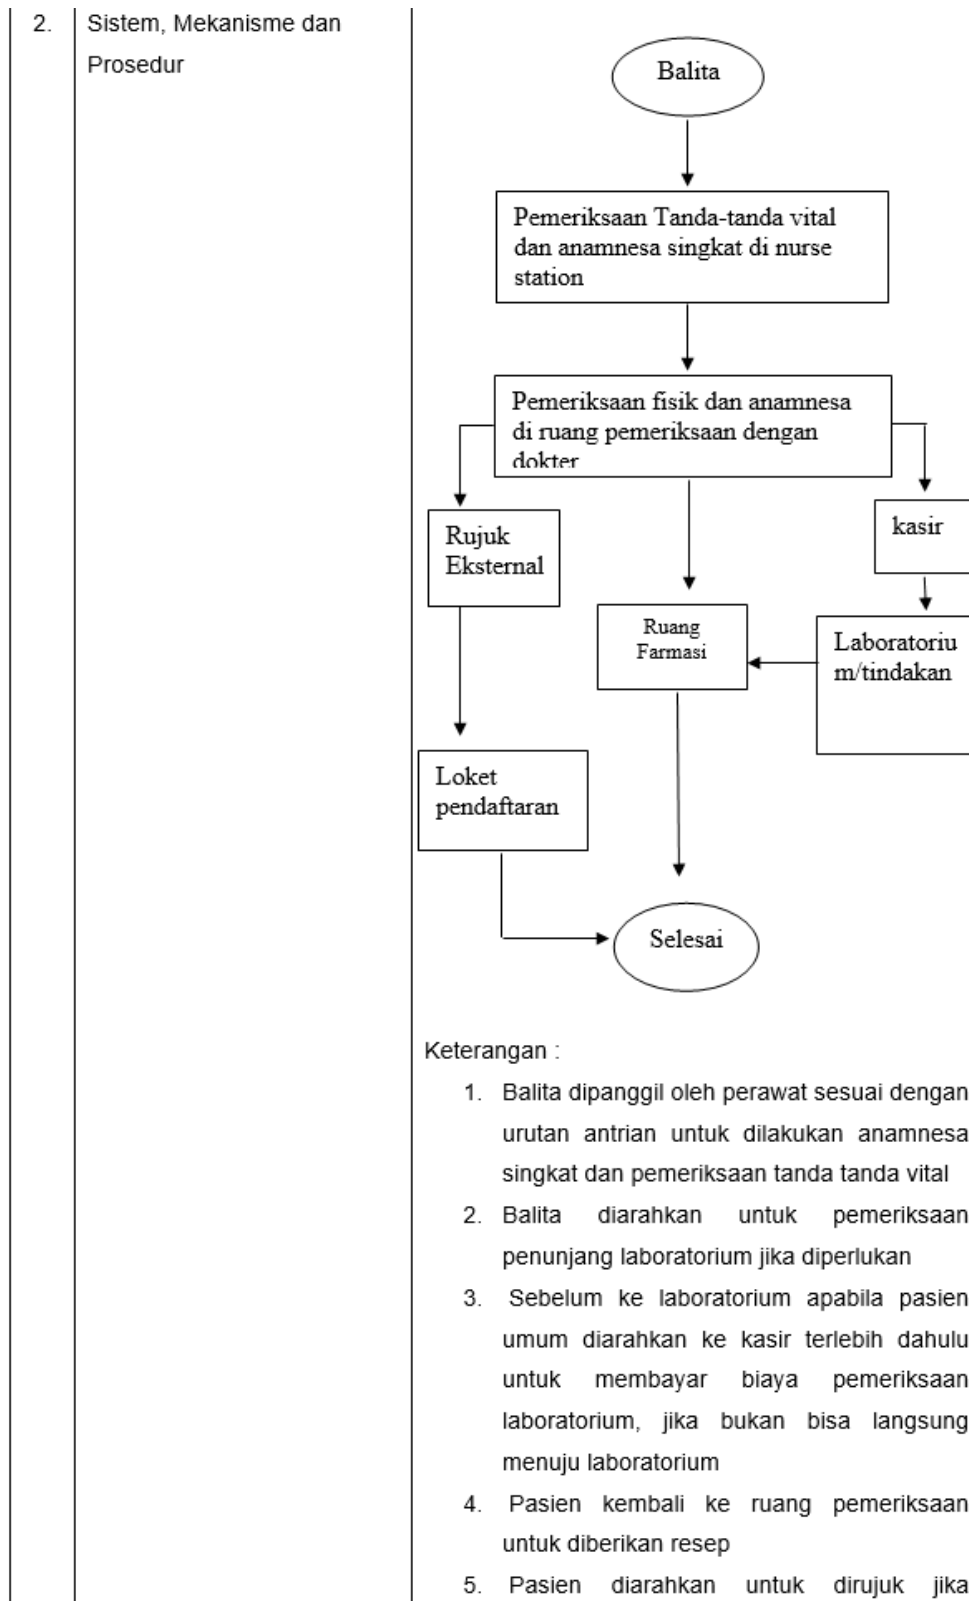 2. Sistem, Mekanisme dan
Prosedur
Balita
Pemeriksaan Tanda-tanda vital
dan anamnesa singkat di nurse
station
Pemeriksaan fisik dan anamnesa
di ruang pemeriksaan dengan
dokter
Rujuk
Eksternal
kasir
Ruang
Farmasi
Laboratoriu
m/tindakan
Loket
pendaftaran
Selesai
Keterangan :
1. Balita dipanggil oleh perawat sesuai dengan
urutan antrian untuk dilakukan anamnesa
singkat dan pemeriksaan tanda tanda vital
2. Balita diarahkan untuk pemeriksaan
penunjang laboratorium jika diperlukan
3. Sebelum ke laboratorium apabila pasien
umum diarahkan ke kasir terlebih dahulu
untuk membayar biaya pemeriksaan
laboratorium, jika bukan bisa langsung
menuju laboratorium
4. Pasien kembali ke ruang pemeriksaan
untuk diberikan resep
5. Pasien diarahkan untuk dirujuk jika